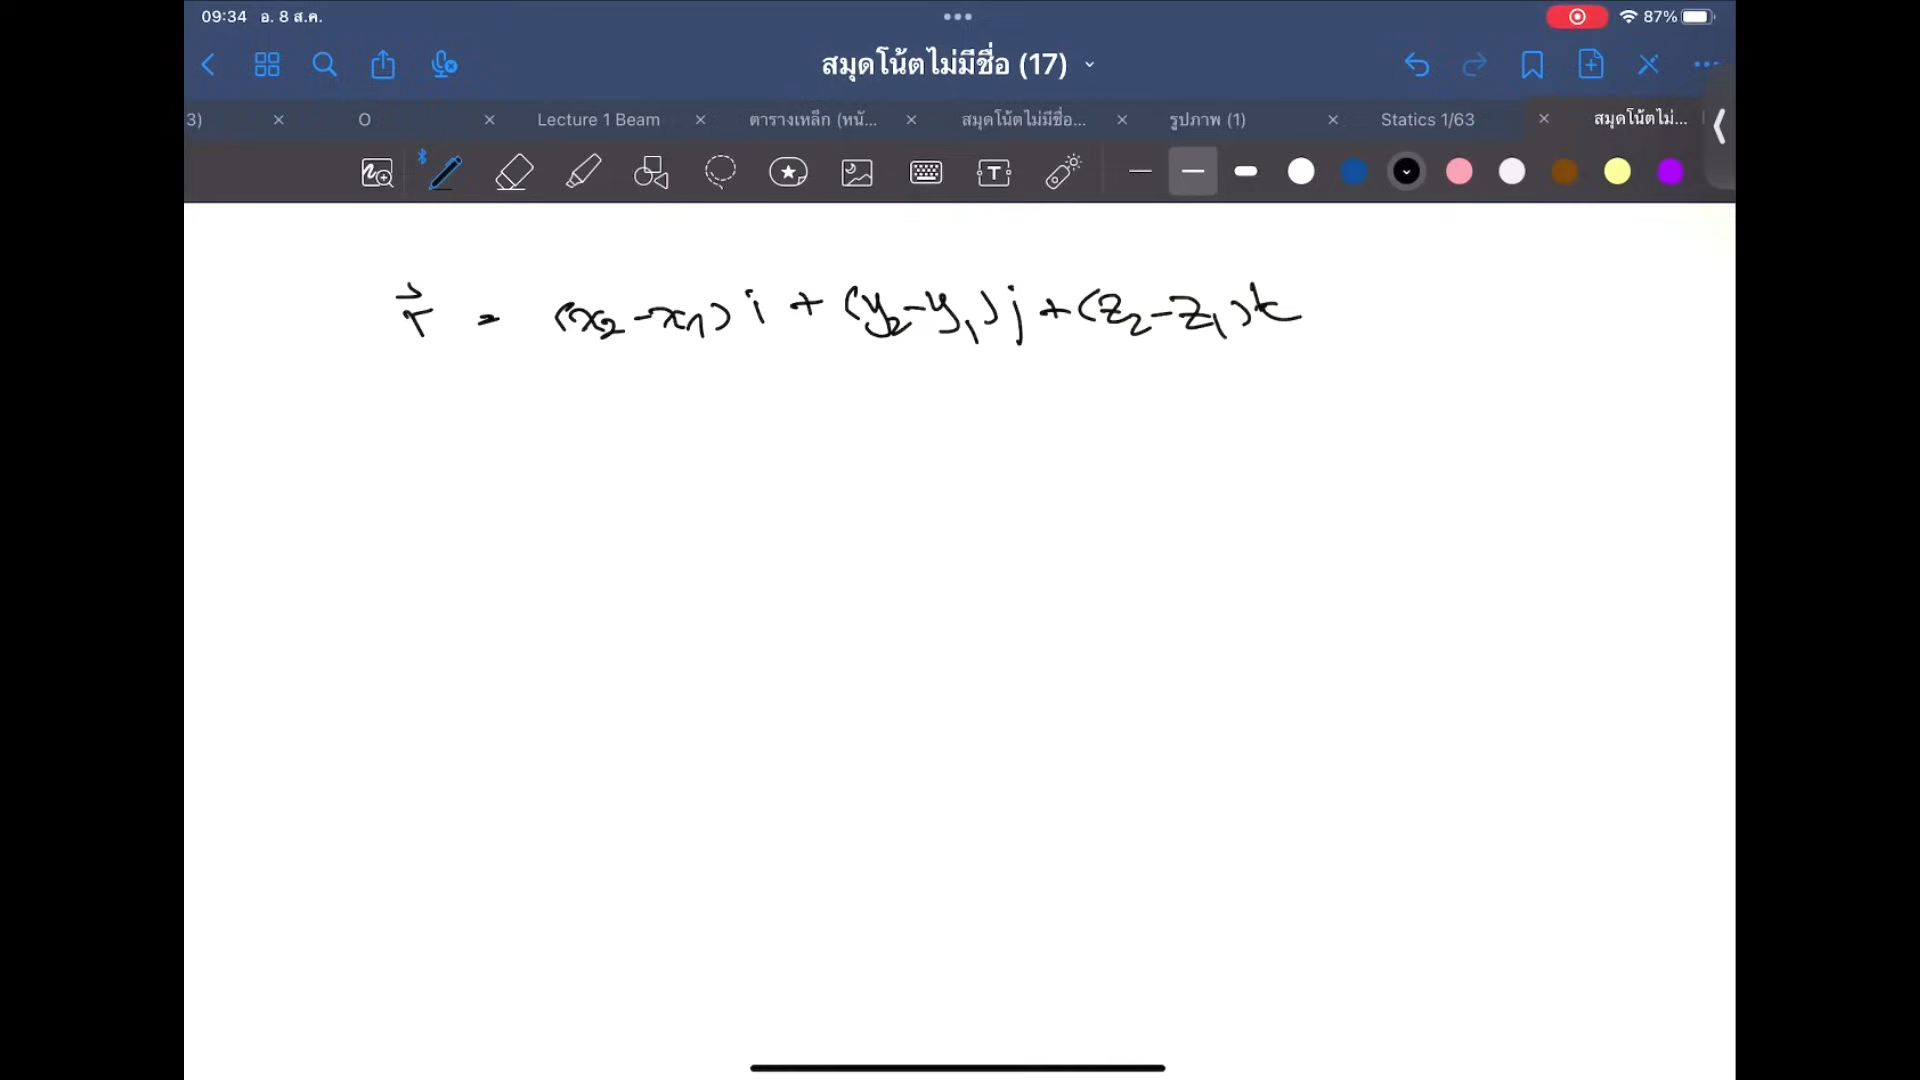 09:34 อ. 8 ส.ค. 87%
สมุดโน้ตไม่มีชื่อ (17)
3) O Lecture 1 Beam ตารางเหล็ก (หนั... สมุดโน้ตไม่มีชื่อ... รูปภาพ (1) Statics 1/63 สมุดโน้ตไม่...
r⃗ = (x₂-x₁)i + (y₂-y₁)j + (z₂-z₁)k